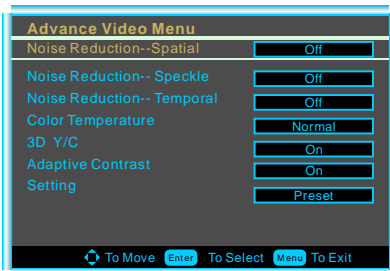 Advance Video Menu
Noise Reduction--Spatial Off
Noise Reduction-- Speckle Off
Noise Reduction-- Temporal Off
Color Temperature Normal
3D Y/C On
Adaptive Contrast On
Setting Preset
To Move Enter To Select Menu To Exit